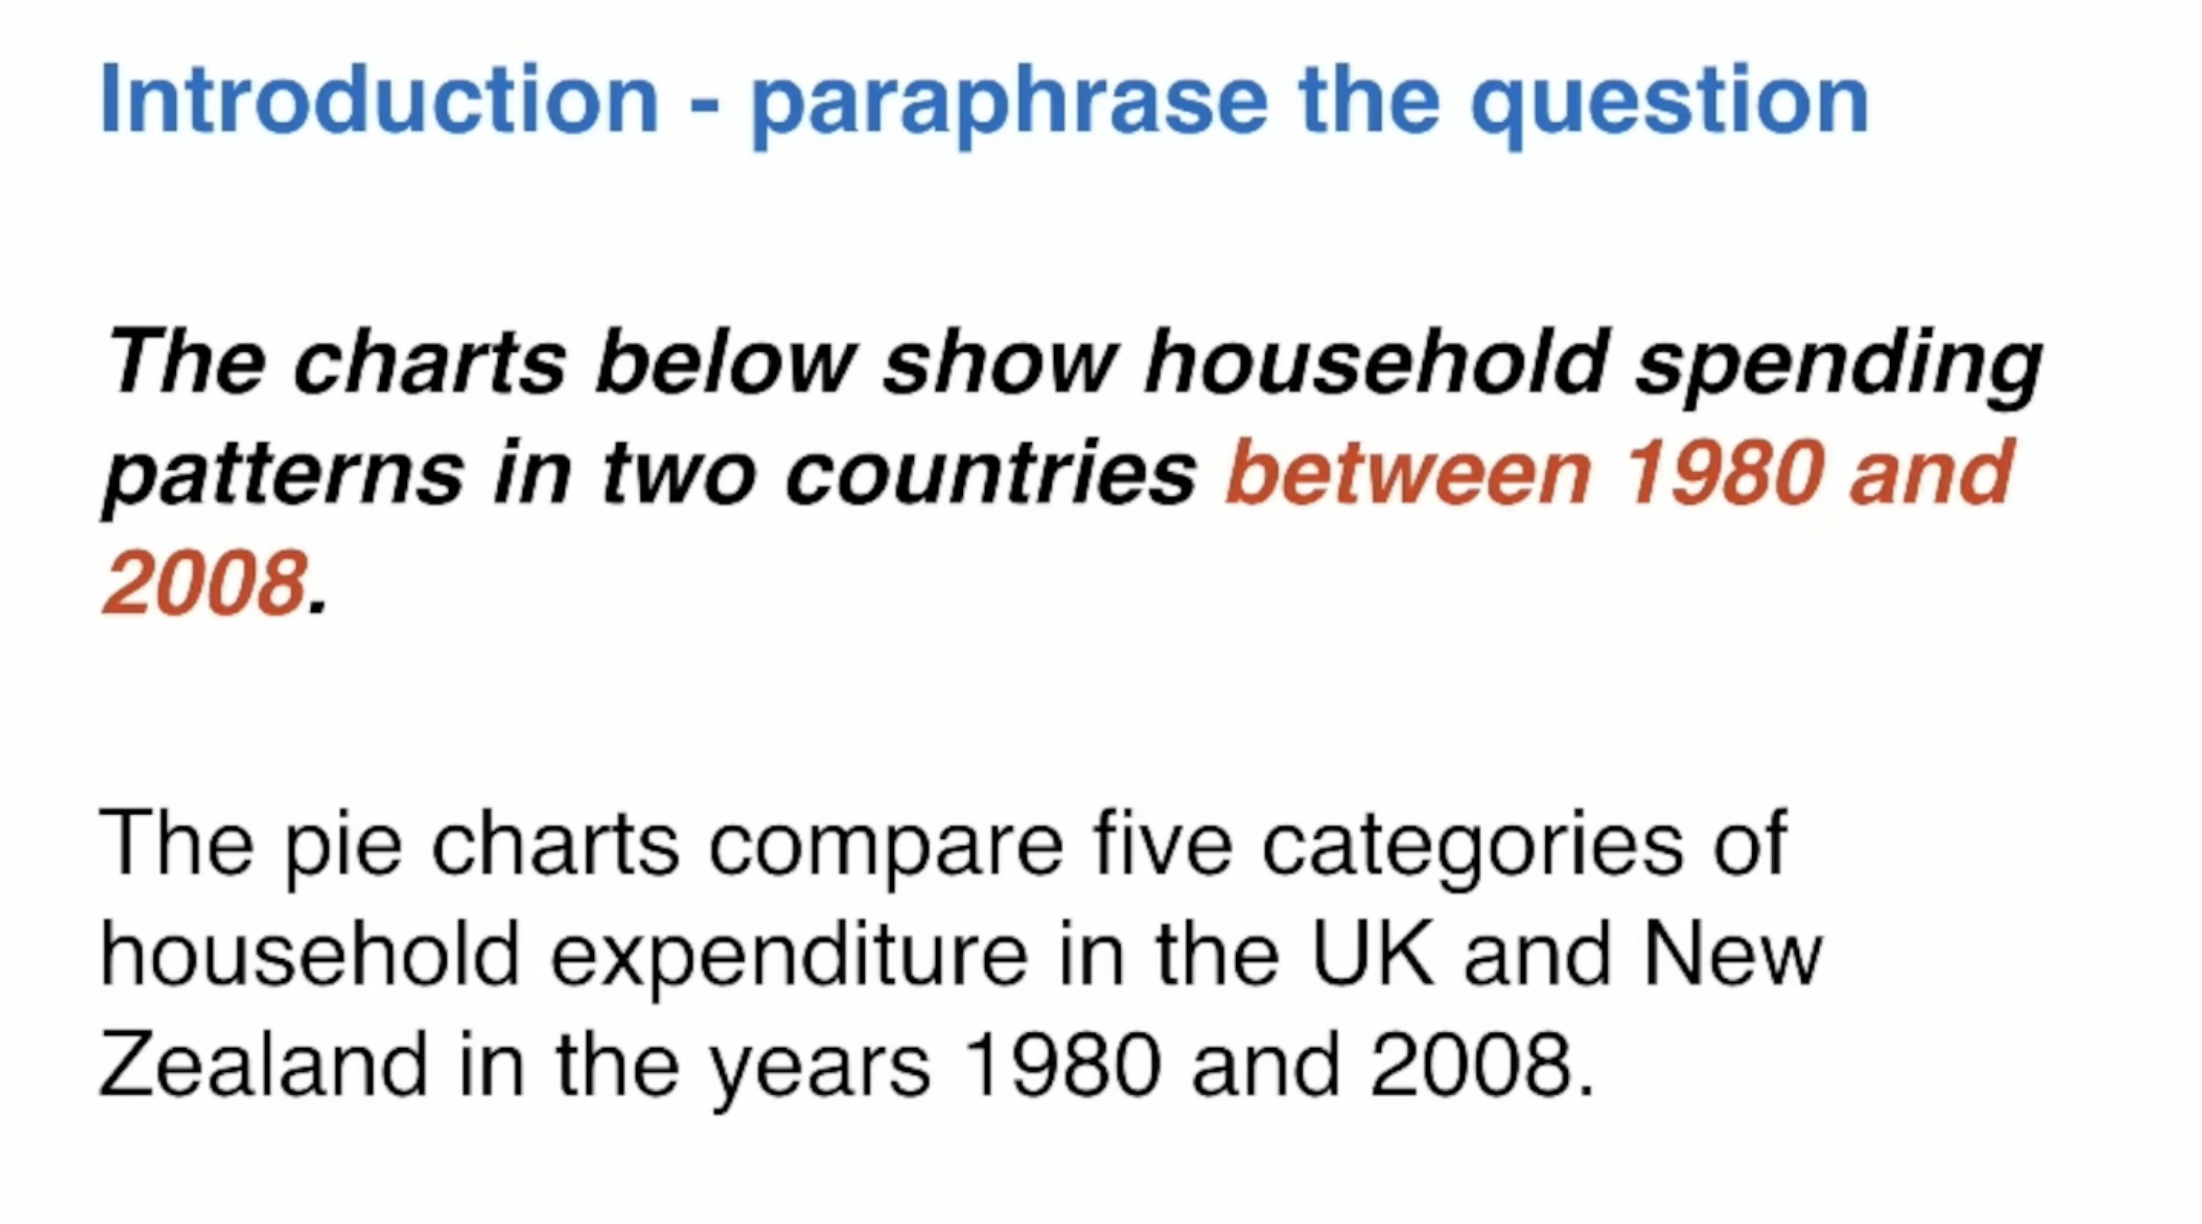 Introduction - paraphrase the question
The charts below show household spending
patterns in two countries between 1980 and
2008.
The pie charts compare five categories of
household expenditure in the UK and New
Zealand in the years 1980 and 2008.